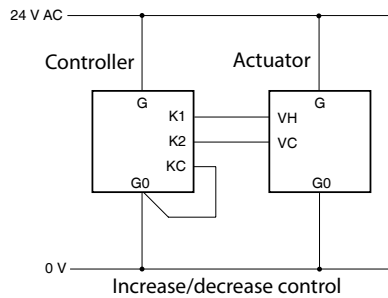 24 V AC
Controller
Actuator
G
G
K1
VH
K2
VC
KC
G0
G0
0 V
Increase/decrease control